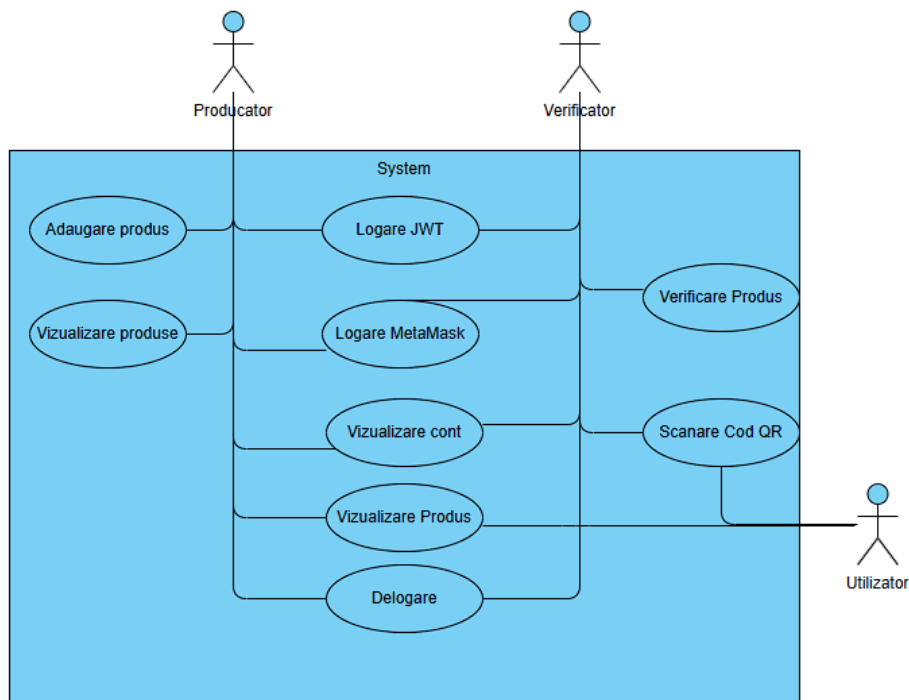 Producator
Verificator
System
Adaugare produs
Logare JWT
Verificare Produs
Vizualizare produse
Logare MetaMask
Vizualizare cont
Scanare Cod QR
Vizualizare Produs
Utilizator
Delogare